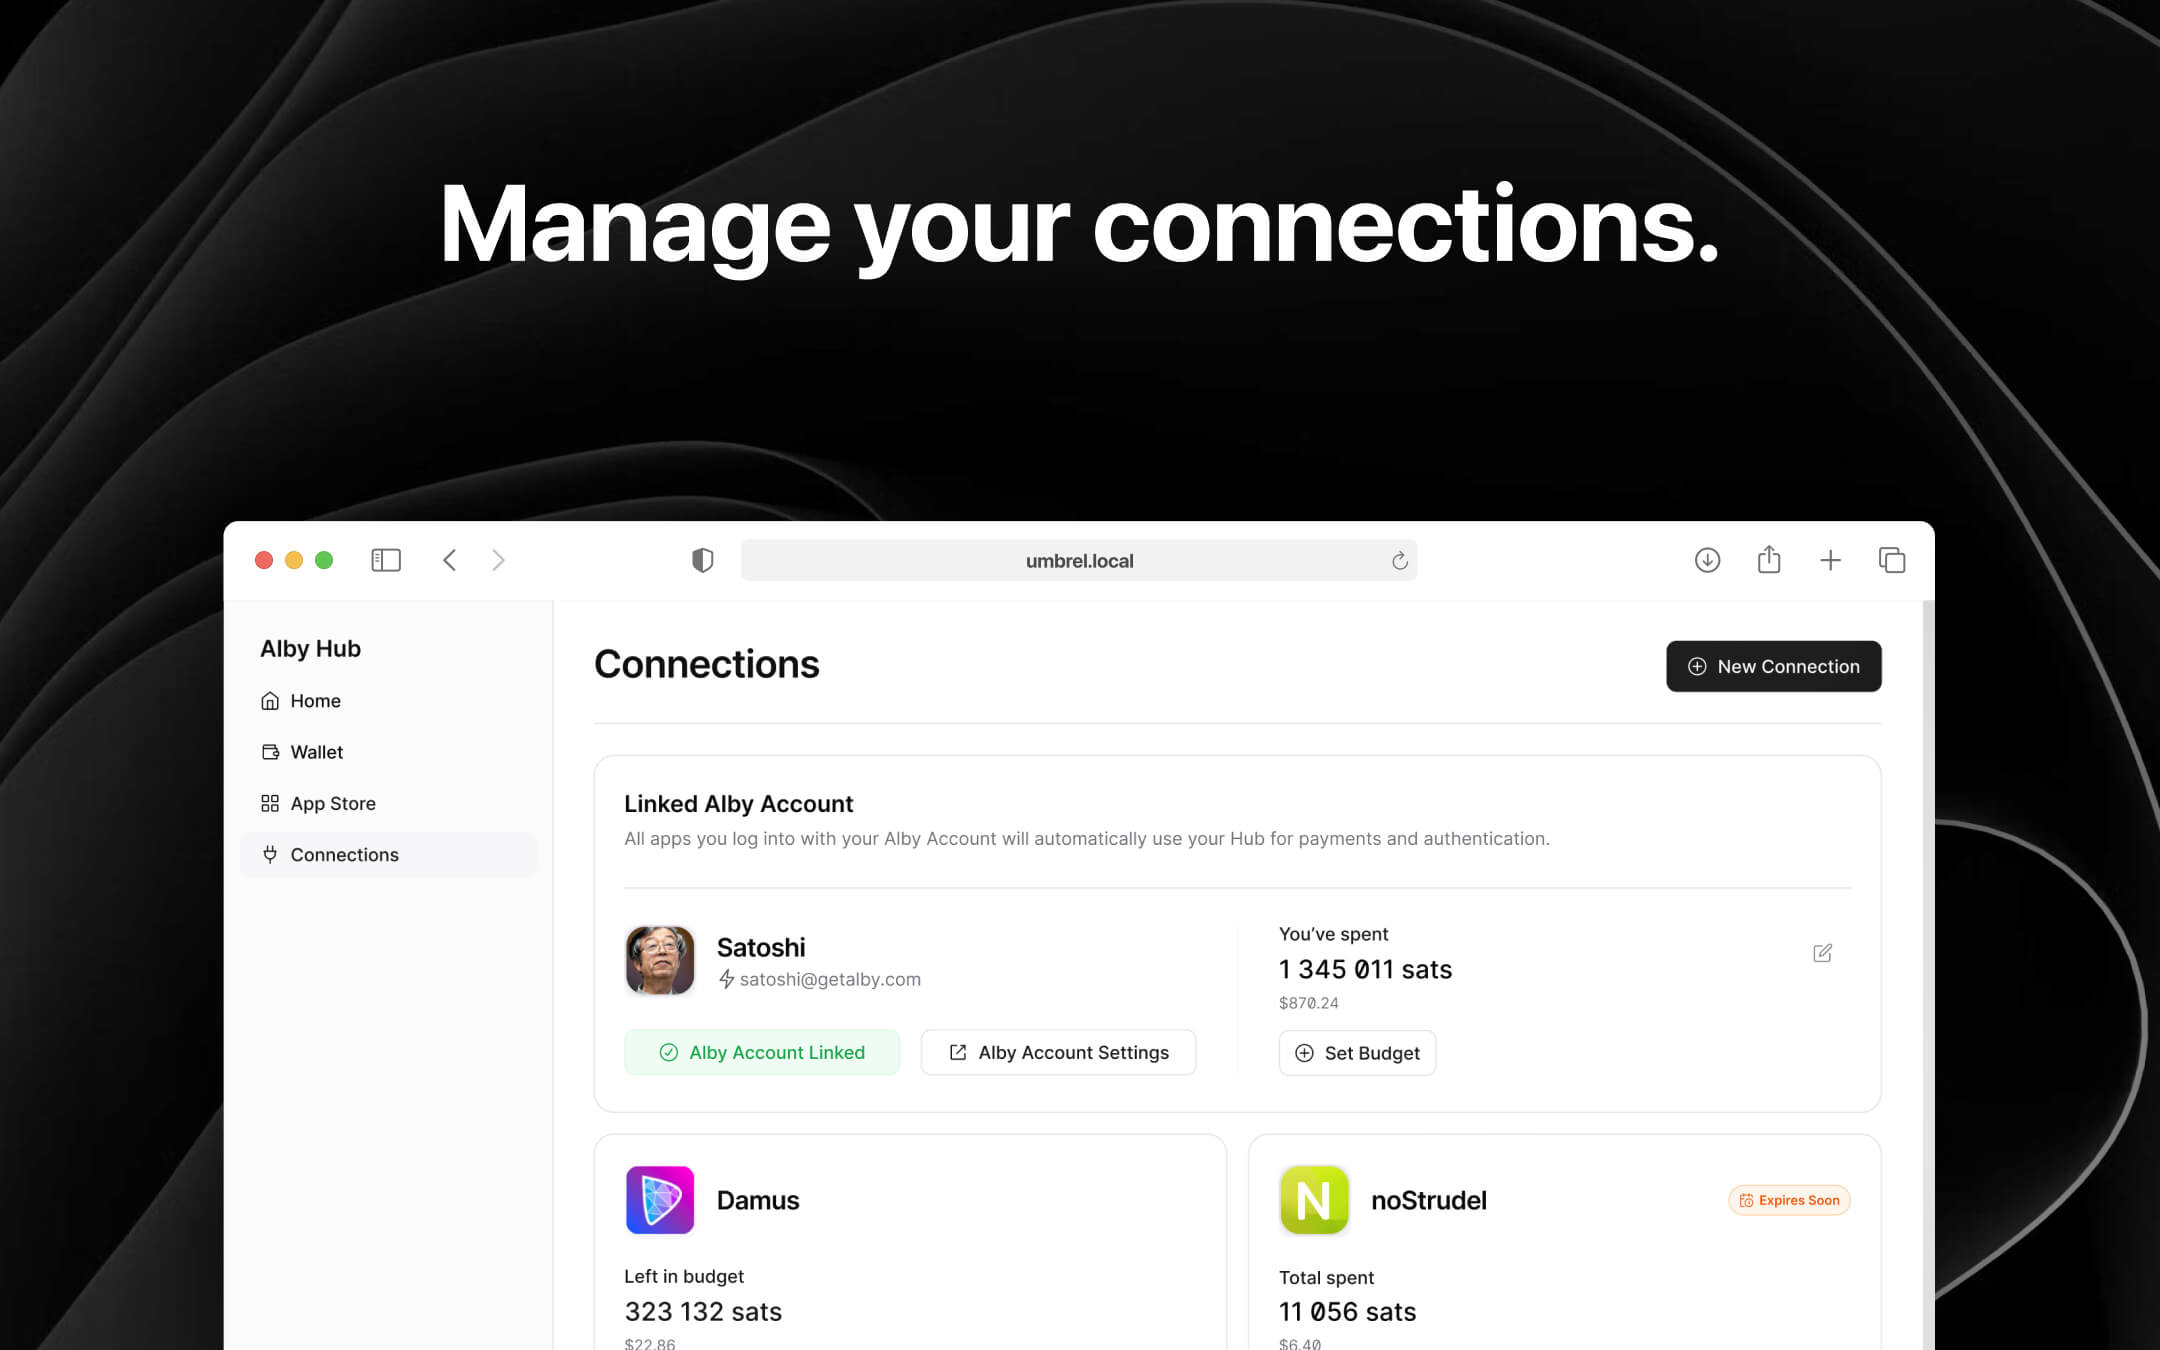 Manage your connections.
umbrel.local
Alby Hub
Home
Wallet
App Store
Connections
Connections
New Connection
Linked Alby Account
All apps you log into with your Alby Account will automatically use your Hub for payments and authentication.
Satoshi
satoshi@getalby.com
Alby Account Linked
Alby Account Settings
You’ve spent
1 345 011 sats
$870.24
Set Budget
Damus
Left in budget
323 132 sats
$22.86
N
noStrudel
Expires Soon
Total spent
11 056 sats
$6.40